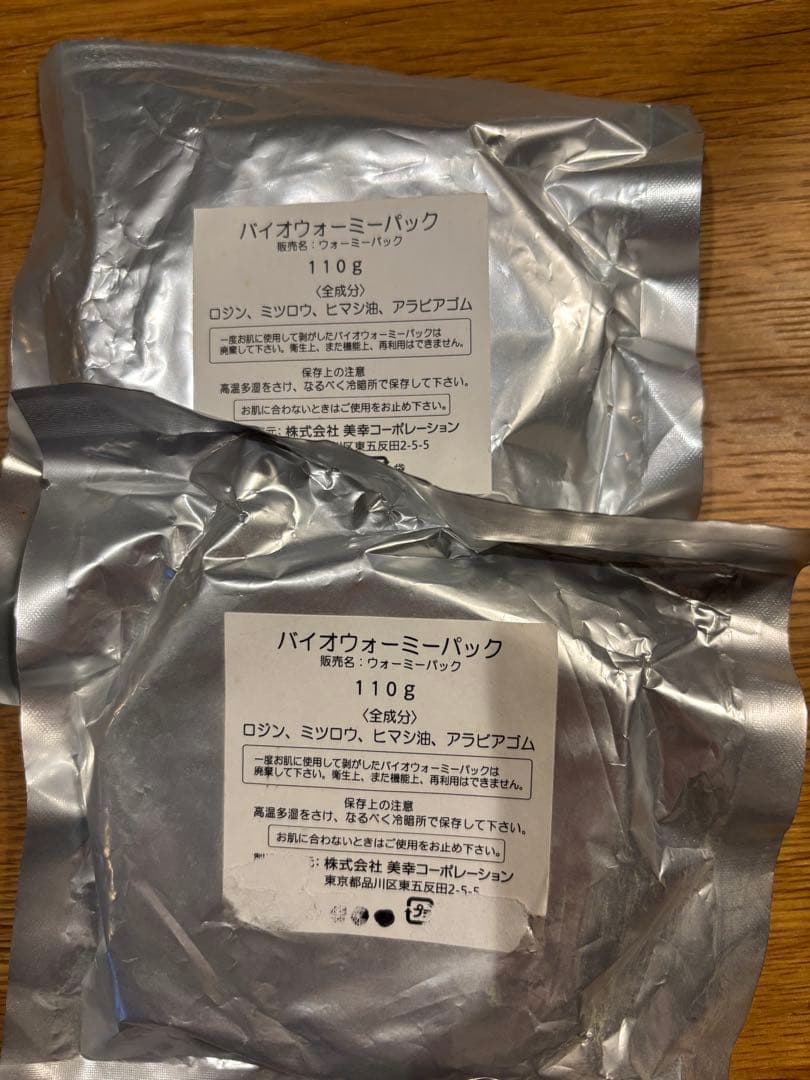 バイオウォーミーパック
販売名：ウォーミーパック
110g
〈全成分〉
ロジン、ミツロウ、ヒマシ油、アラビアゴム
一度お肌に使用して剥がしたバイオウォーミーパックは
廃棄して下さい。衛生上、また機能上、再利用はできません。
保存上の注意
高温多湿をさけ、なるべく冷暗所で保存して下さい。
お肌に合わないときはご使用をお止め下さい。
元: 株式会社 美幸コーポレーション
川区東五反田2-5-5
袋
バイオウォーミーパック
販売名：ウォーミーパック
110g
〈全成分〉
ロジン、ミツロウ、ヒマシ油、アラビアゴム
一度お肌に使用して剥がしたバイオウォーミーパックは
廃棄して下さい。衛生上、また機能上、再利用はできません。
保存上の注意
高温多湿をさけ、なるべく冷暗所で保存して下さい。
お肌に合わないときはご使用をお止め下さい。
株式会社 美幸コーポレーション
東京都品川区東五反田2-5-5